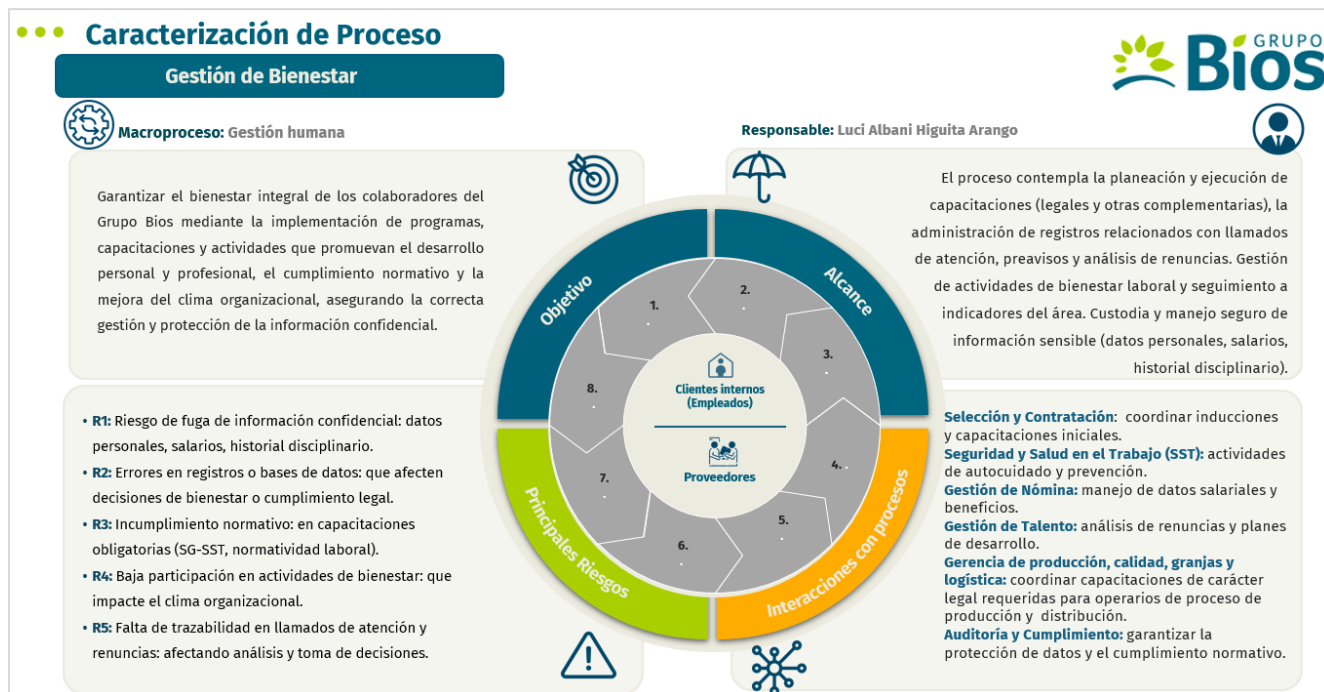 Caracterización de Proceso
Gestión de Bienestar
GRUPO
Bios
Macroproceso: Gestión humana
Responsable: Luci Albani Higuita Arango
Garantizar el bienestar integral de los colaboradores del
Grupo Bios mediante la implementación de programas,
capacitaciones y actividades que promuevan el desarrollo
personal y profesional, el cumplimiento normativo y la
mejora del clima organizacional, asegurando la correcta
gestión y protección de la información confidencial.
El proceso contempla la planeación y ejecución de
capacitaciones (legales y otras complementarias), la
administración de registros relacionados con llamados
de atención, preavisos y análisis de renuncias. Gestión
de actividades de bienestar laboral y seguimiento a
indicadores del área. Custodia y manejo seguro de
información sensible (datos personales, salarios,
historial disciplinario).
Objetivo
Alcance
1.
.
2.
.
3.
.
4.
.
5.
.
6.
.
7.
.
8.
.
Clientes internos
(Empleados)
Proveedores
Principales Riesgos
Interacciones con procesos
• R1: Riesgo de fuga de información confidencial: datos
personales, salarios, historial disciplinario.
• R2: Errores en registros o bases de datos: que afecten
decisiones de bienestar o cumplimiento legal.
• R3: Incumplimiento normativo: en capacitaciones
obligatorias (SG-SST, normatividad laboral).
• R4: Baja participación en actividades de bienestar: que
impacte el clima organizacional.
• R5: Falta de trazabilidad en llamados de atención y
renuncias: afectando análisis y toma de decisiones.
Selección y Contratación: coordinar inducciones
y capacitaciones iniciales.
Seguridad y Salud en el Trabajo (SST): actividades
de autocuidado y prevención.
Gestión de Nómina: manejo de datos salariales y
beneficios.
Gestión de Talento: análisis de renuncias y planes
de desarrollo.
Gerencia de producción, calidad, granjas y
logística: coordinar capacitaciones de carácter
legal requeridas para operarios de proceso de
producción y distribución.
Auditoría y Cumplimiento: garantizar la
protección de datos y el cumplimiento normativo.